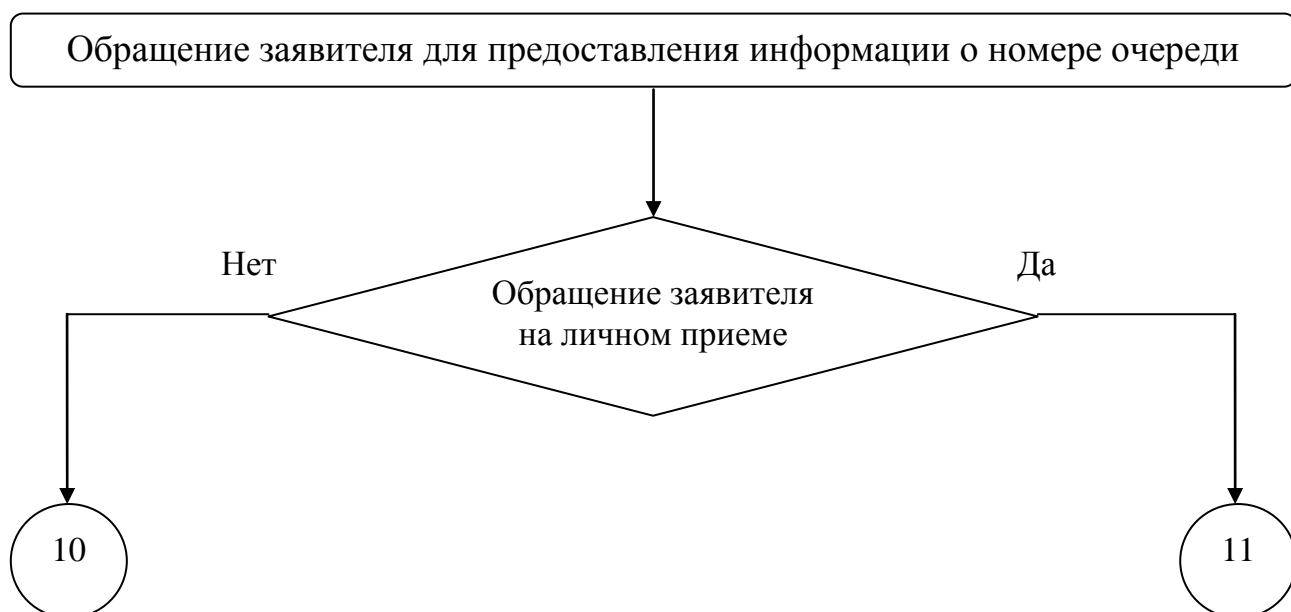 Обращение заявителя для предоставления информации о номере очереди
Нет
Да
Обращение заявителя
на личном приеме
10
11